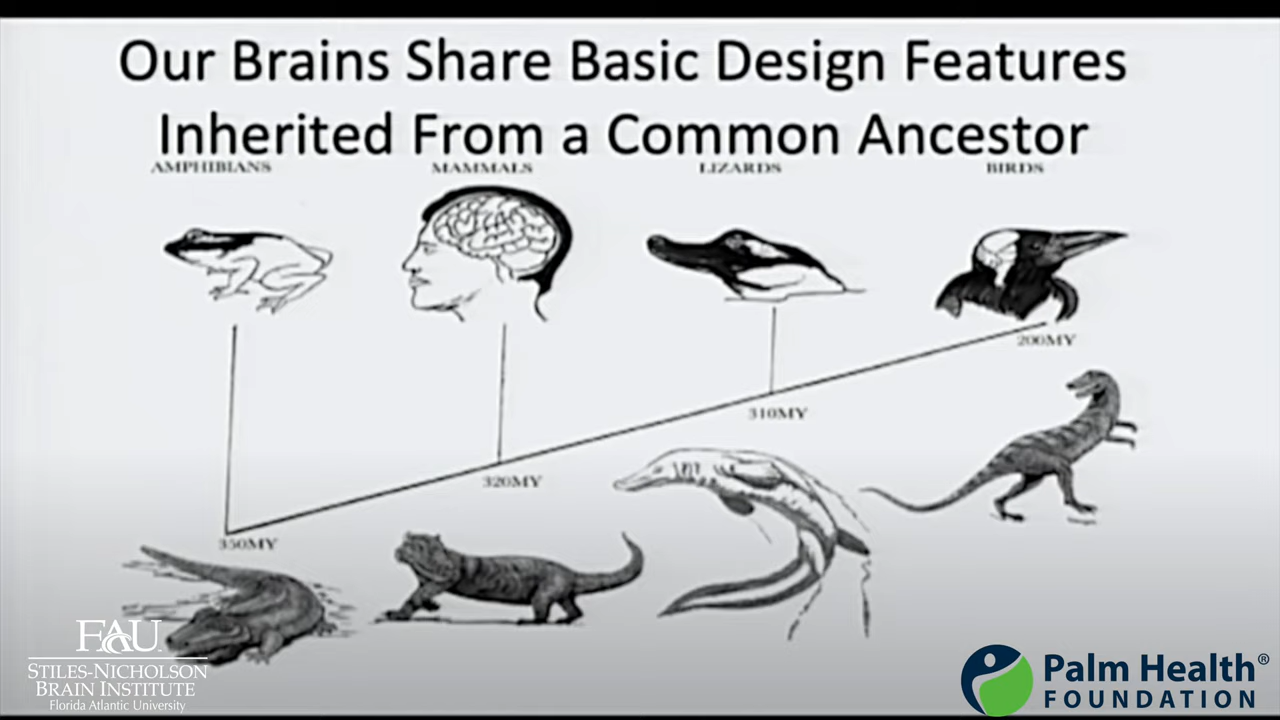 Our Brains Share Basic Design Features
Inherited From a Common Ancestor
AMPHIBIANS
MAMMALS
LIZARDS
BIRDS
200MY
310MY
320MY
350MY
FAU
STILES-NICHOLSON
BRAIN INSTITUTE
Florida Atlantic University
Palm Health®
FOUNDATION